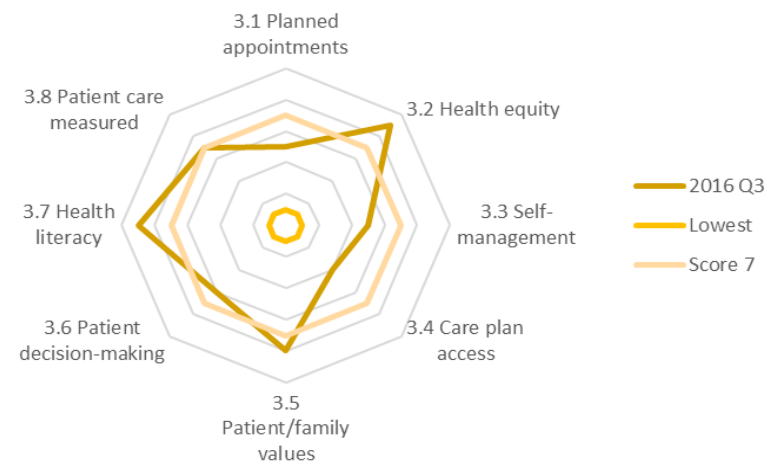 3.1 Planned
appointments
3.2 Health equity
3.3 Self-
management
3.4 Care plan
access
3.5
Patient/family
values
3.6 Patient
decision-making
3.7 Health
literacy
3.8 Patient care
measured
2016 Q3
Lowest
Score 7